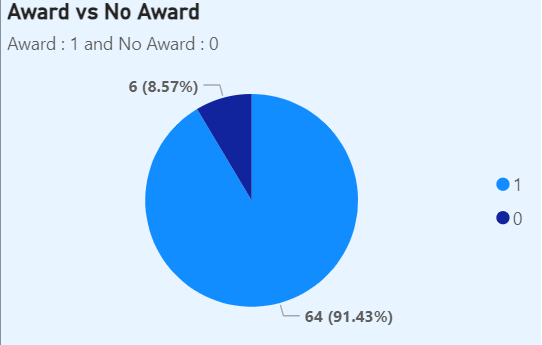 Award vs No Award
Award : 1 and No Award : 0
6 (8.57%)
1
0
64 (91.43%)